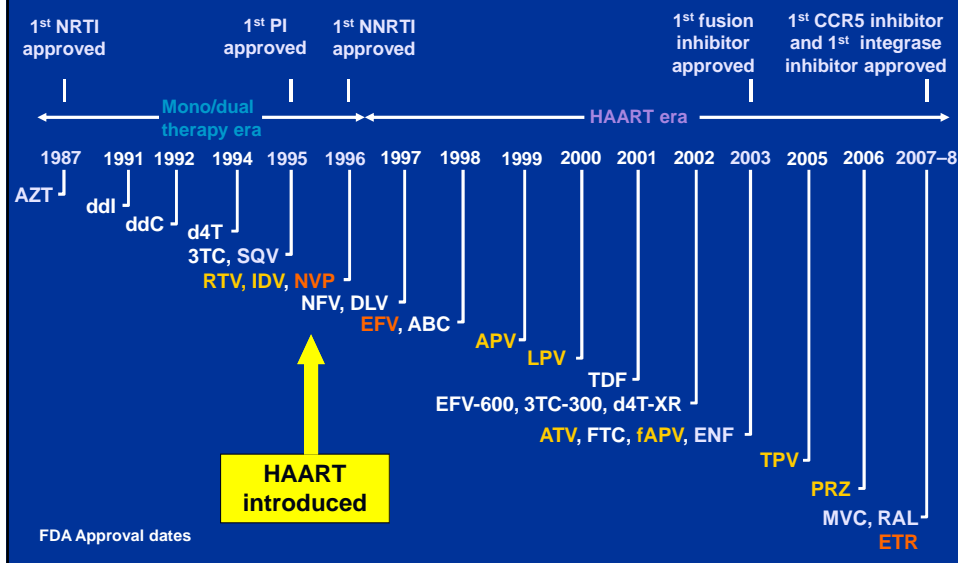 1st NRTI
approved
1st PI
approved
1st NNRTI
approved
1st fusion
inhibitor
approved
1st CCR5 inhibitor
and 1st integrase
inhibitor approved
Mono/dual
therapy era
HAART era
1987 1991 1992 1994 1995 1996 1997 1998 1999 2000 2001 2002 2003 2005 2006 2007–8
AZT
ddI
ddC
d4T
3TC, SQV
RTV, IDV, NVP
NFV, DLV
EFV, ABC
APV
LPV
TDF
EFV-600, 3TC-300, d4T-XR
ATV, FTC, fAPV, ENF
TPV
PRZ
MVC, RAL
ETR
HAART
introduced
FDA Approval dates